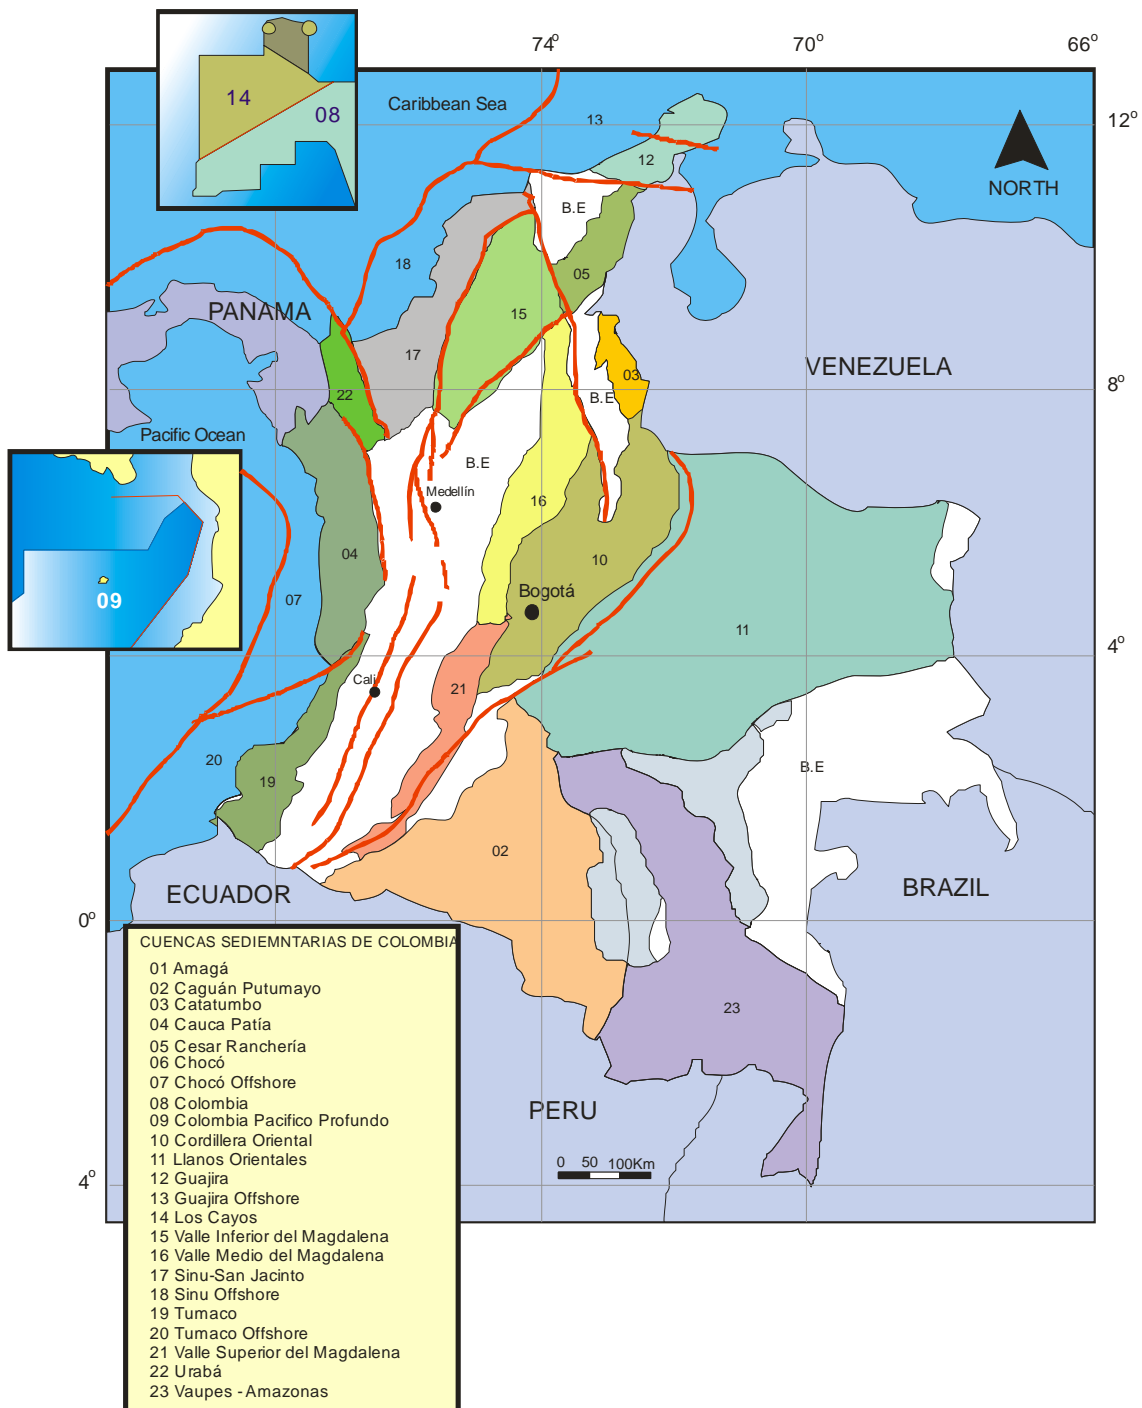 74°
70°
66°
14
08
Caribbean Sea
13
12°
12
NORTH
B.E
18
05
PANAMA
15
17
VENEZUELA
03
8°
22
B.E
Pacific Ocean
B.E
Medellín
16
04
10
07
09
Bogotá
11
4°
Cali
21
20
B.E
19
02
ECUADOR
BRAZIL
0°
23
PERU
0 50 100Km
4°
CUENCAS SEDIEMNTARIAS DE COLOMBIA
01 Amagá
02 Caguán Putumayo
03 Catatumbo
04 Cauca Patía
05 Cesar Ranchería
06 Chocó
07 Chocó Offshore
08 Colombia
09 Colombia Pacifico Profundo
10 Cordillera Oriental
11 Llanos Orientales
12 Guajira
13 Guajira Offshore
14 Los Cayos
15 Valle Inferior del Magdalena
16 Valle Medio del Magdalena
17 Sinu-San Jacinto
18 Sinu Offshore
19 Tumaco
20 Tumaco Offshore
21 Valle Superior del Magdalena
22 Urabá
23 Vaupes - Amazonas